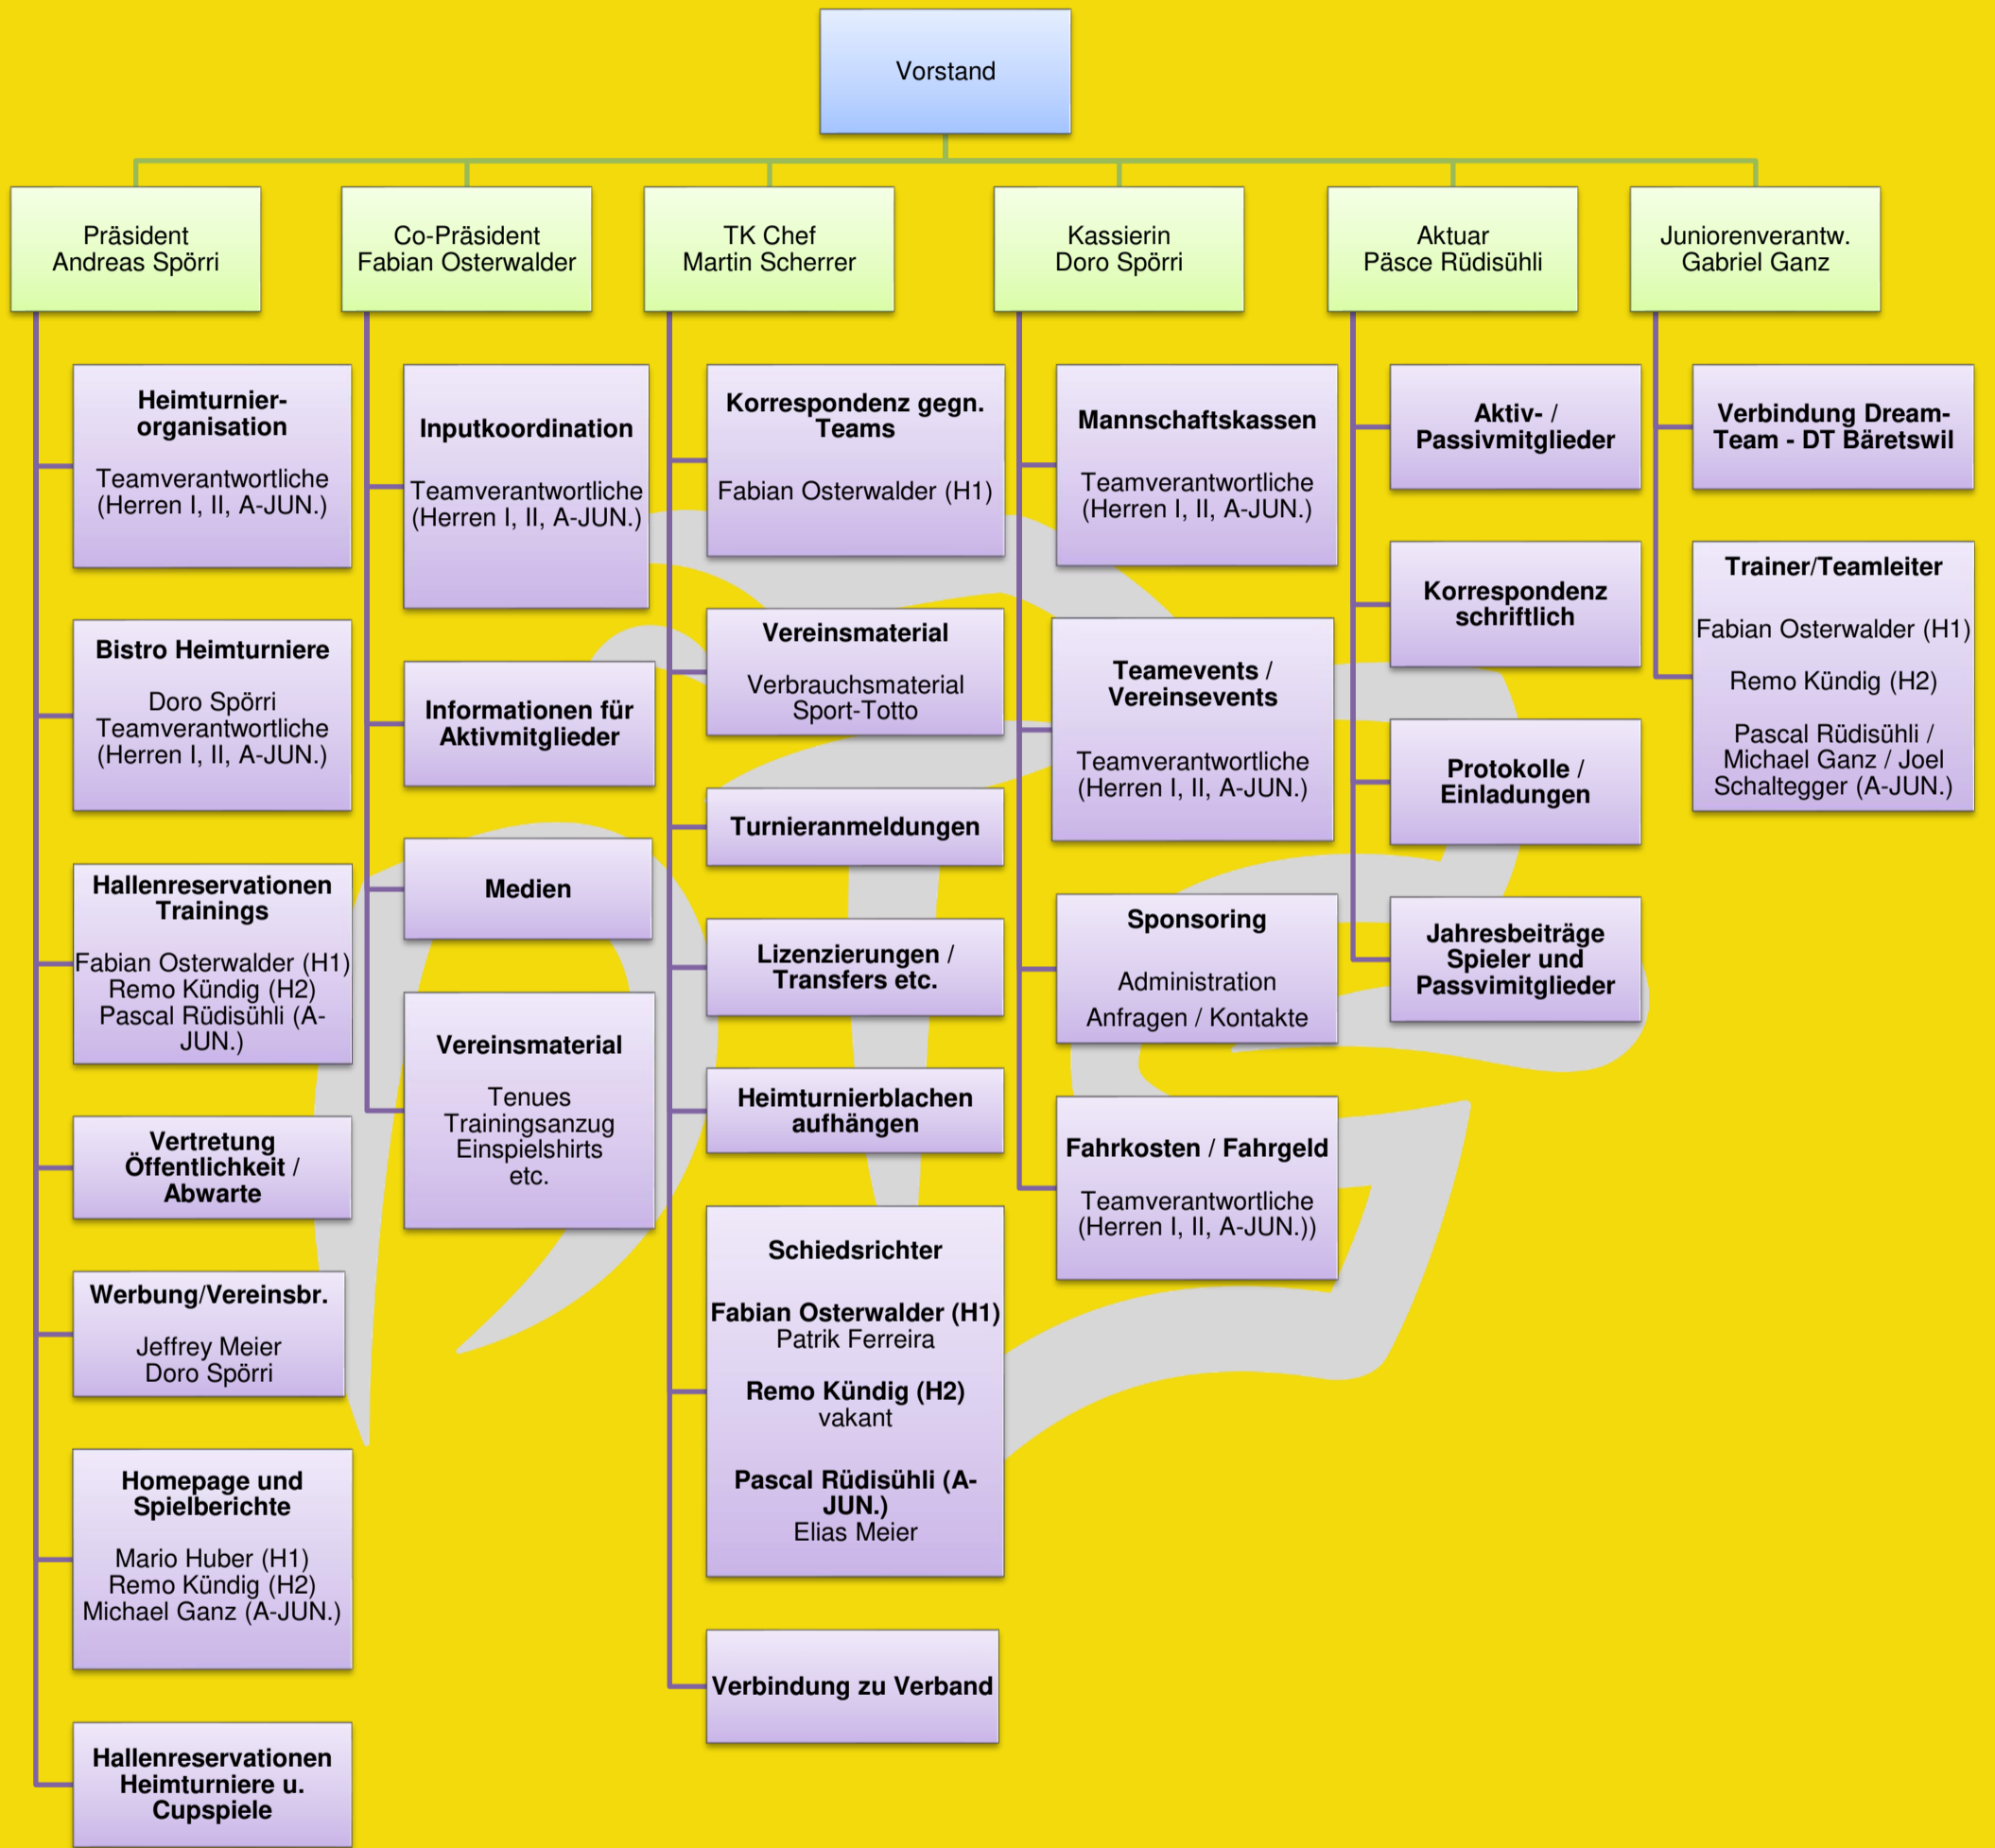 Vorstand
Präsident
Andreas Spörri
Co-Präsident
Fabian Osterwalder
TK Chef
Martin Scherrer
Kassierin
Doro Spörri
Aktuar
Päsce Rüdisühli
Juniorenverantw.
Gabriel Ganz
Heimturnier-
organisation
Teamverantwortliche
(Herren I, II, A-JUN.)
Bistro Heimturniere
Doro Spörri
Teamverantwortliche
(Herren I, II, A-JUN.)
Hallenreservationen
Trainings
Fabian Osterwalder (H1)
Remo Kündig (H2)
Pascal Rüdisühli (A-
JUN.)
Vertretung
Öffentlichkeit /
Abwarte
Werbung/Vereinsbr.
Jeffrey Meier
Doro Spörri
Homepage und
Spielberichte
Mario Huber (H1)
Remo Kündig (H2)
Michael Ganz (A-JUN.)
Hallenreservationen
Heimturniere u.
Cupspiele
Inputkoordination
Teamverantwortliche
(Herren I, II, A-JUN.)
Informationen für
Aktivmitglieder
Medien
Vereinsmaterial
Tenues
Trainingsanzug
Einspielshirts
etc.
Korrespondenz gegn.
Teams
Fabian Osterwalder (H1)
Vereinsmaterial
Verbrauchsmaterial
Sport-Totto
Turnieranmeldungen
Lizenzierungen /
Transfers etc.
Heimturnierblachen
aufhängen
Schiedsrichter
Fabian Osterwalder (H1)
Patrik Ferreira
Remo Kündig (H2)
vakant
Pascal Rüdisühli (A-
JUN.)
Elias Meier
Verbindung zu Verband
Mannschaftskassen
Teamverantwortliche
(Herren I, II, A-JUN.)
Teamevents /
Vereinsevents
Teamverantwortliche
(Herren I, II, A-JUN.)
Sponsoring
Administration
Anfragen / Kontakte
Fahrkosten / Fahrgeld
Teamverantwortliche
(Herren I, II, A-JUN.))
Aktiv- /
Passivmitglieder
Korrespondenz
schriftlich
Protokolle /
Einladungen
Jahresbeiträge
Spieler und
Passvimitglieder
Verbindung Dream-
Team - DT Bäretswil
Trainer/Teamleiter
Fabian Osterwalder (H1)
Remo Kündig (H2)
Pascal Rüdisühli /
Michael Ganz / Joel
Schaltegger (A-JUN.)